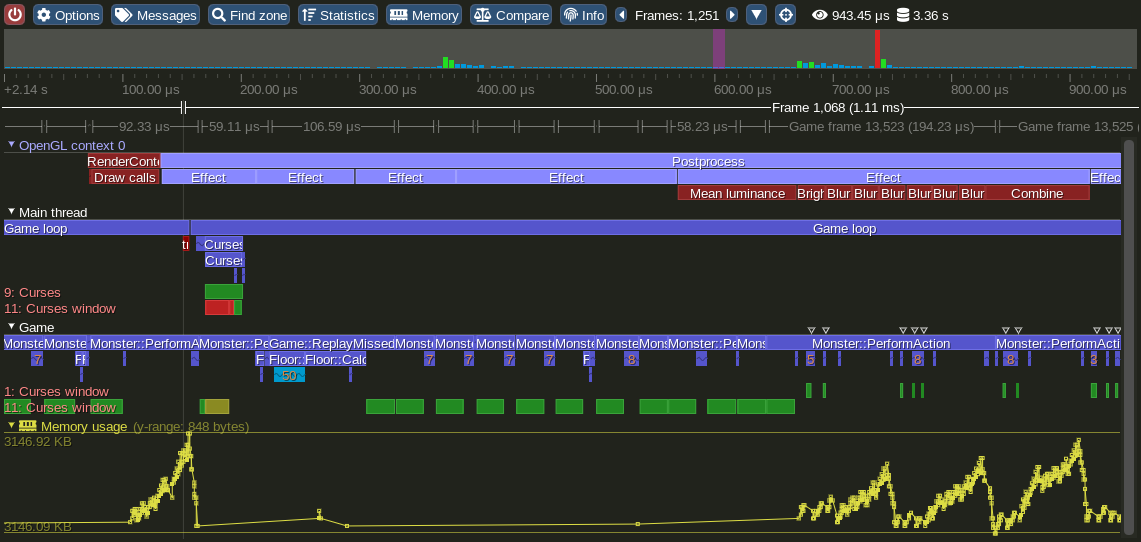 Options Messages Find zone Statistics Memory Compare Info Frames: 1,251 943.45 μs 3.36 s
+2.14 s 100.00 μs 200.00 μs 300.00 μs 400.00 μs 500.00 μs 600.00 μs 700.00 μs 800.00 μs 900.00 μs
Frame 1,068 (1.11 ms)
92.33 μs 59.11 μs 106.59 μs 58.23 μs Game frame 13,523 (194.23 μs) Game frame 13,525
OpenGL context 0
RenderConte Postprocess
Draw calls Effect Effect Effect Effect Effect Effec
Mean luminance Brigh Blur Blur Blur Blur Blur Blur Combine
Main thread
Game loop Game loop
Curses
Curses
9: Curses
11: Curses window
Game
Monste Monste Monster::PerformA Monster::Pe Game::Replay Missed Monste Monste Monste Monste Monste Monste Monster::Pe Mons Monster::PerformAction Monster::PerformActi
7 Floor:: Floor::Calc 7 7 7 7 F 8 5 8 8 3
50
1: Curses window
11: Curses window
Memory usage (y-range: 848 bytes)
3146.92 KB
3146.09 KB